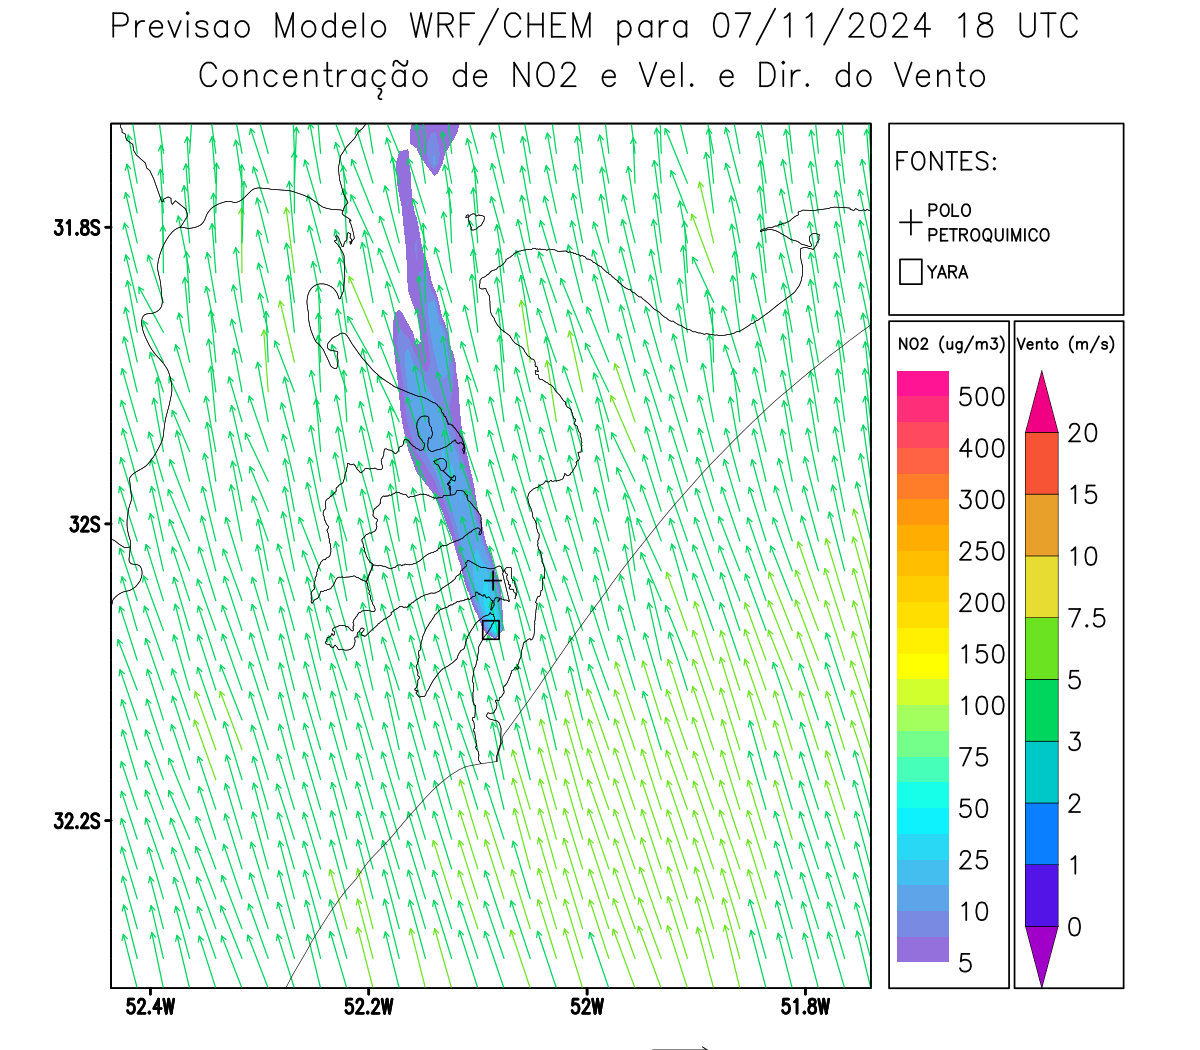 Previsao Modelo WRF/CHEM para 07/11/2024 18 UTC
Concentração de NO2 e Vel. e Dir. do Vento
31.8S
32S
32.2S
52.4W
52.2W
52W
51.8W
FONTES:
POLO
PETROQUIMICO
YARA
NO2 (ug/m3)
500
400
300
250
200
150
100
75
50
25
10
5
Vento (m/s)
20
15
10
7.5
5
3
2
1
0